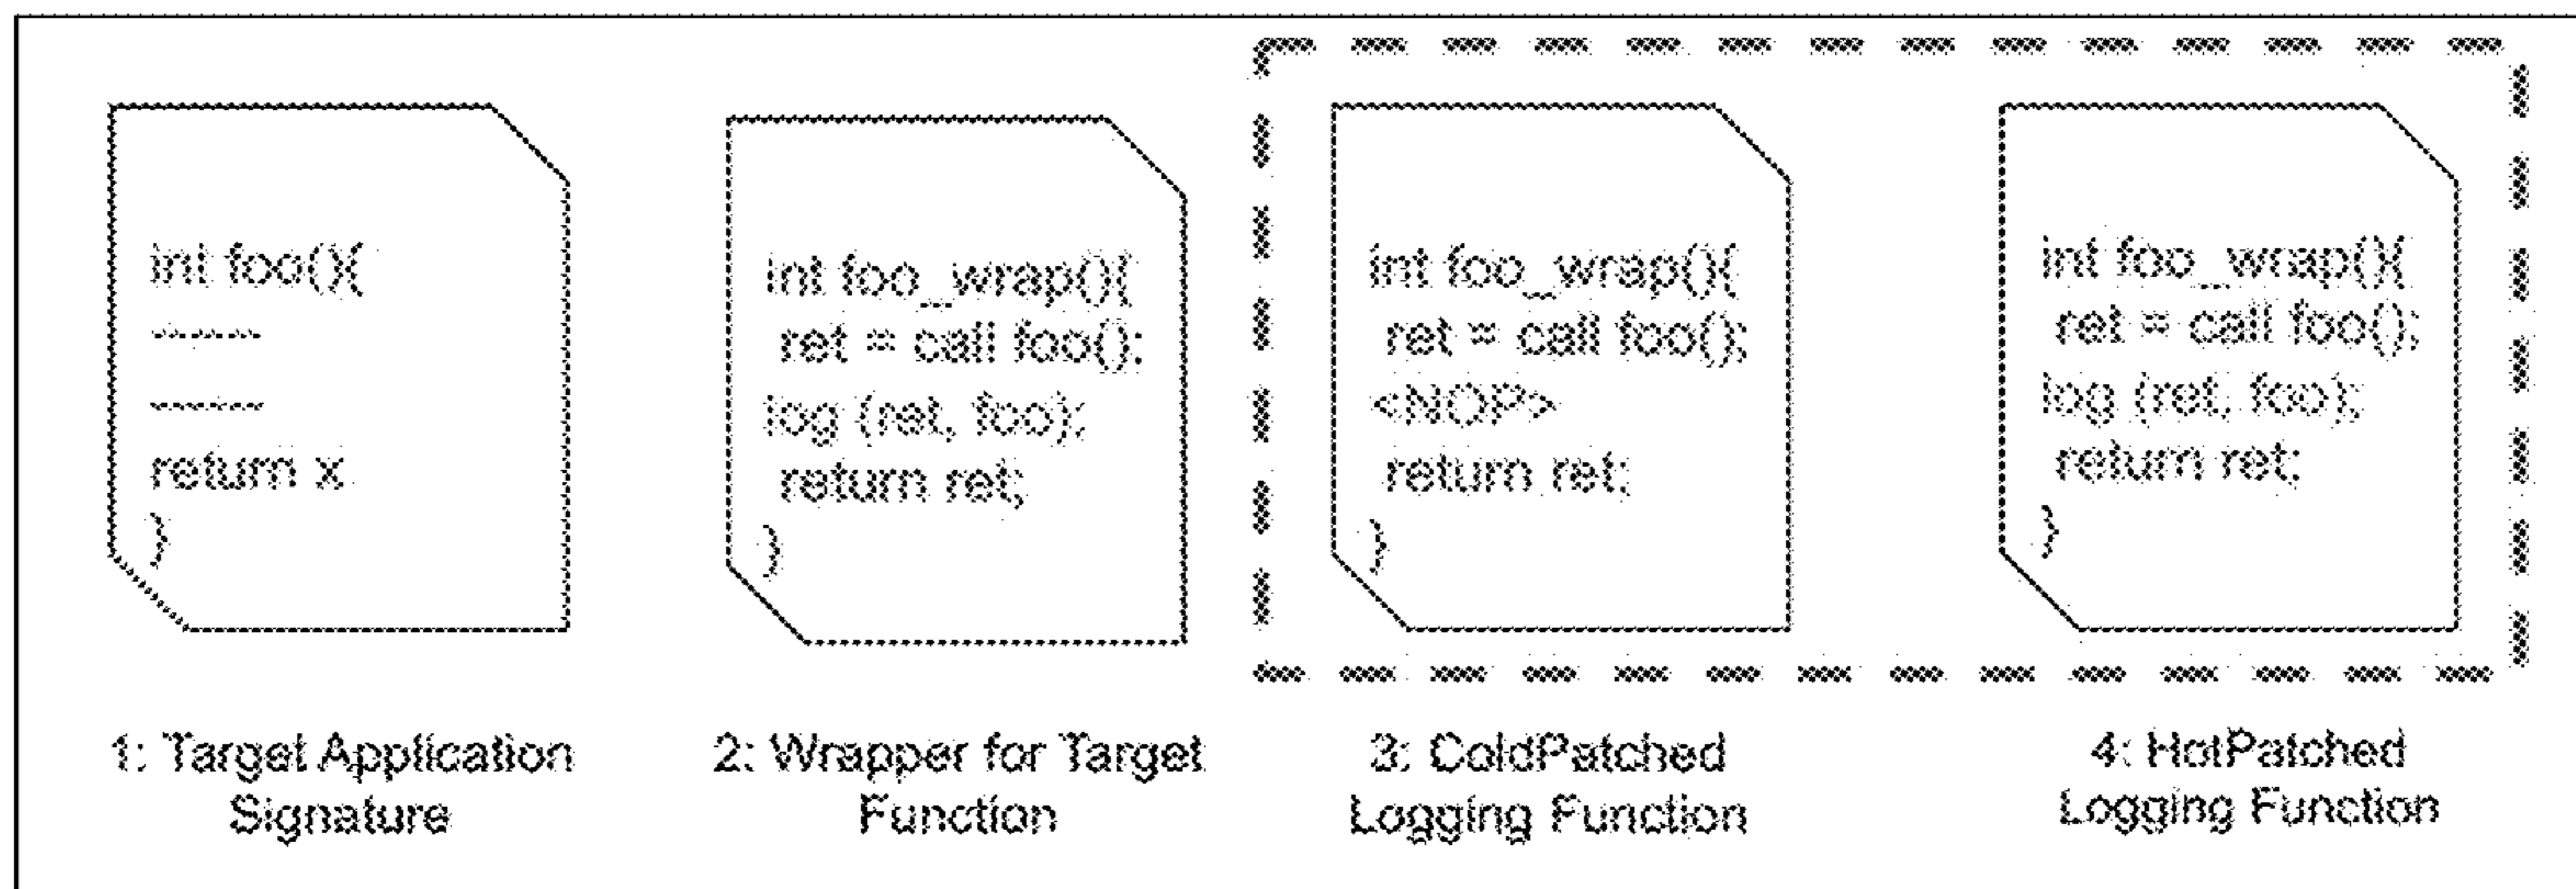 int foo(){
------
------
return x
}
1: Target Application
Signature
int foo_wrap(){
ret = call foo();
log (ret, foo);
return ret;
}
2: Wrapper for Target
Function
int foo_wrap(){
ret = call foo();
<NOP>
return ret;
}
3: ColdPatched
Logging Function
int foo_wrap(){
ret = call foo();
log (ret, foo);
return ret;
}
4: HotPatched
Logging Function